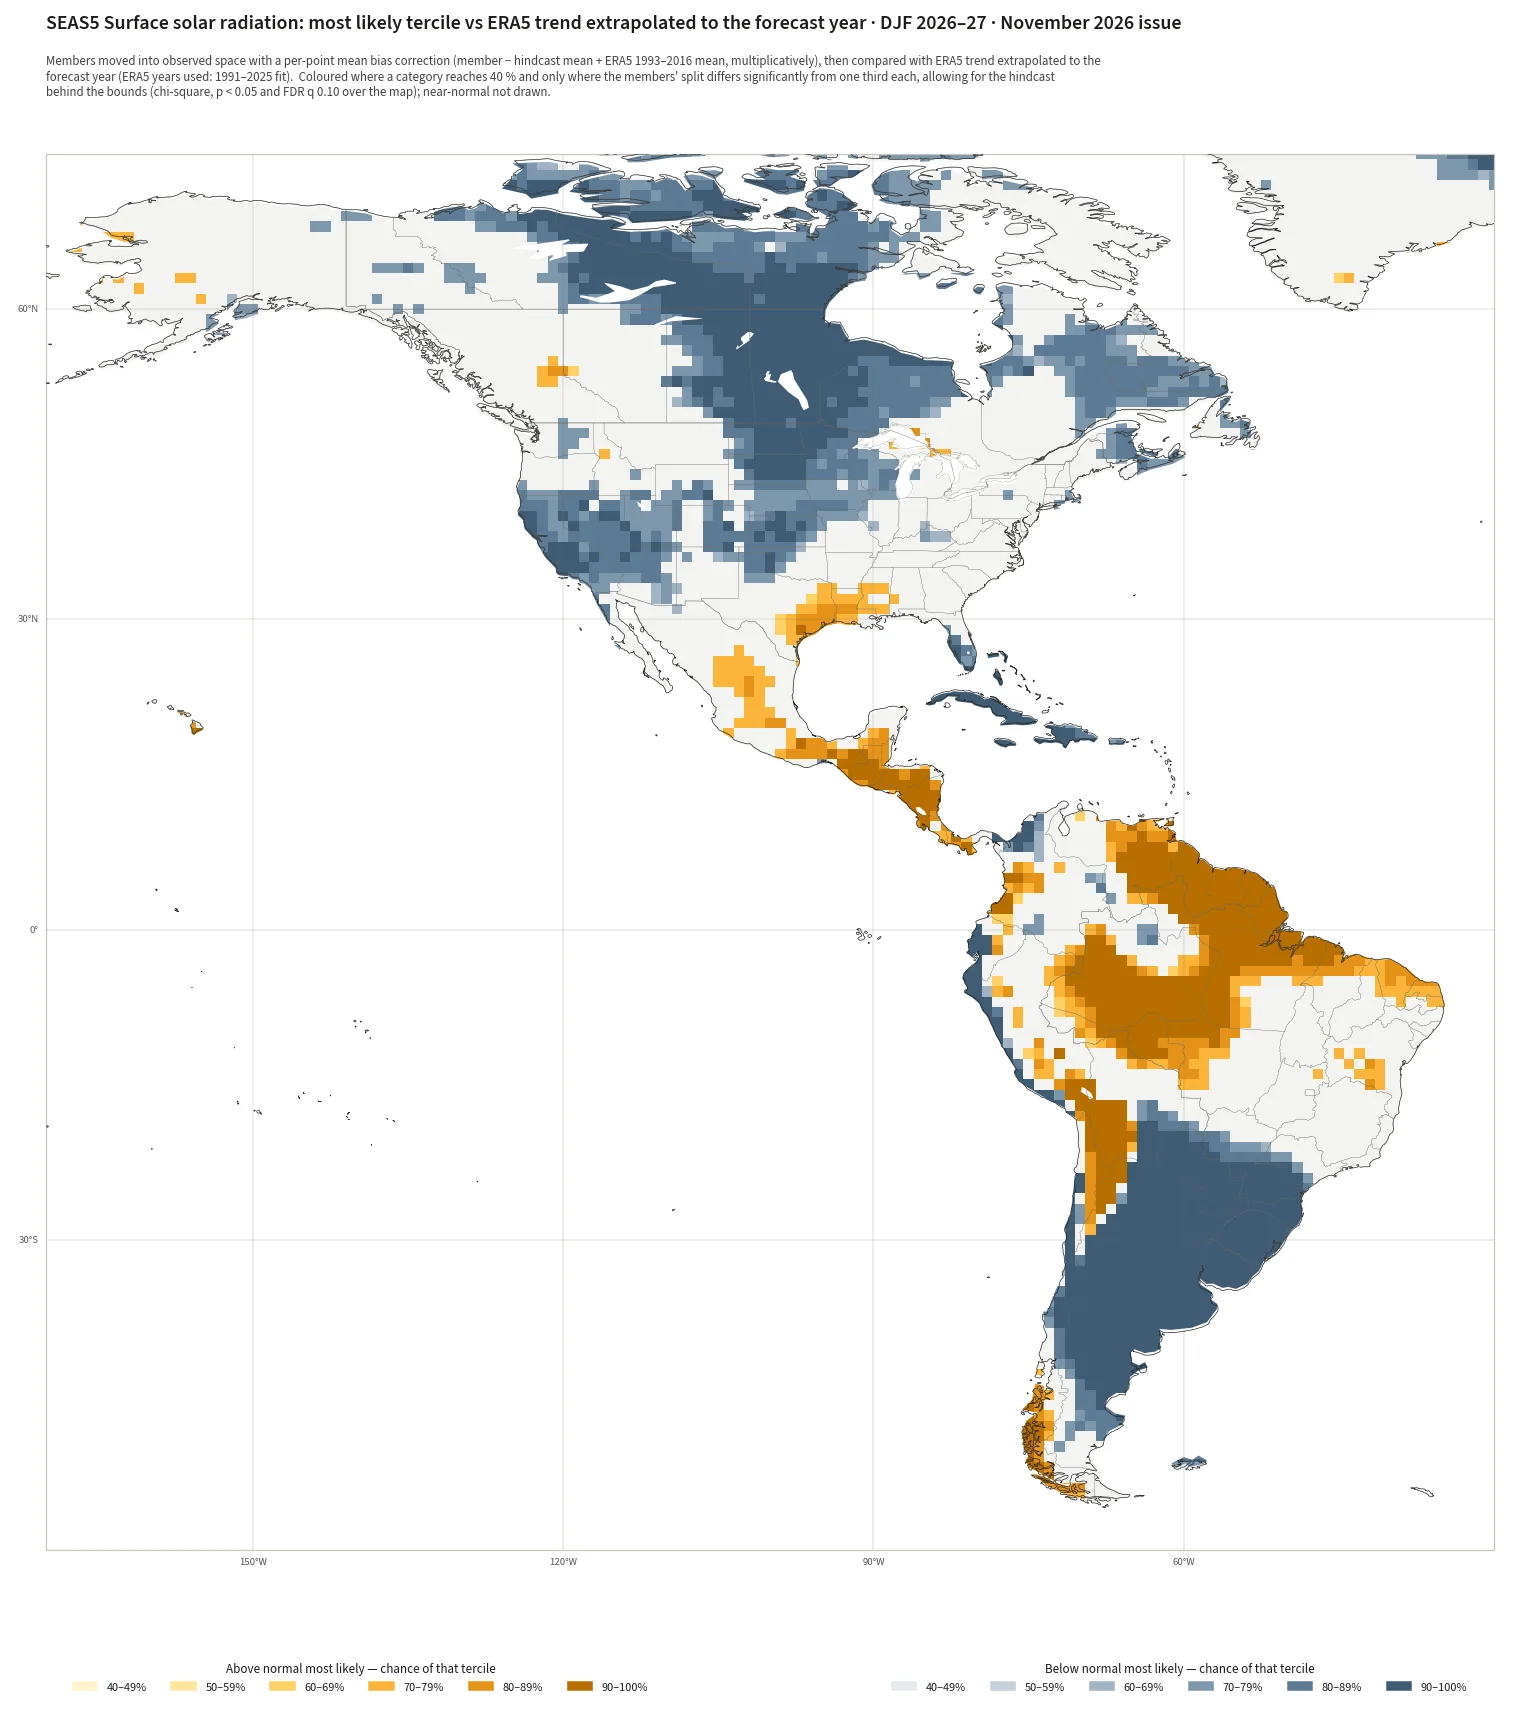 SEAS5 Surface solar radiation: most likely tercile vs ERA5 trend extrapolated to the forecast year · DJF 2026–27 · November 2026 issue
Members moved into observed space with a per-point mean bias correction (member − hindcast mean + ERA5 1993–2016 mean, multiplicatively), then compared with ERA5 trend extrapolated to the
forecast year (ERA5 years used: 1991–2025 fit).  Coloured where a category reaches 40 % and only where the members' split differs significantly from one third each, allowing for the hindcast
behind the bounds (chi-square, p < 0.05 and FDR q 0.10 over the map); near-normal not drawn.
60°N
30°N
0°
30°S
150°W 120°W 90°W 60°W
Above normal most likely — chance of that tercile
40–49% 50–59% 60–69% 70–79% 80–89% 90–100%
Below normal most likely — chance of that tercile
40–49% 50–59% 60–69% 70–79% 80–89% 90–100%